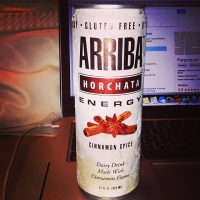 • GLUTEN FREE •
ARRIBA
HORCHATA
ENERGY
CINNAMON SPICE
Dairy Drink
Made With
Cinnamon Flavor